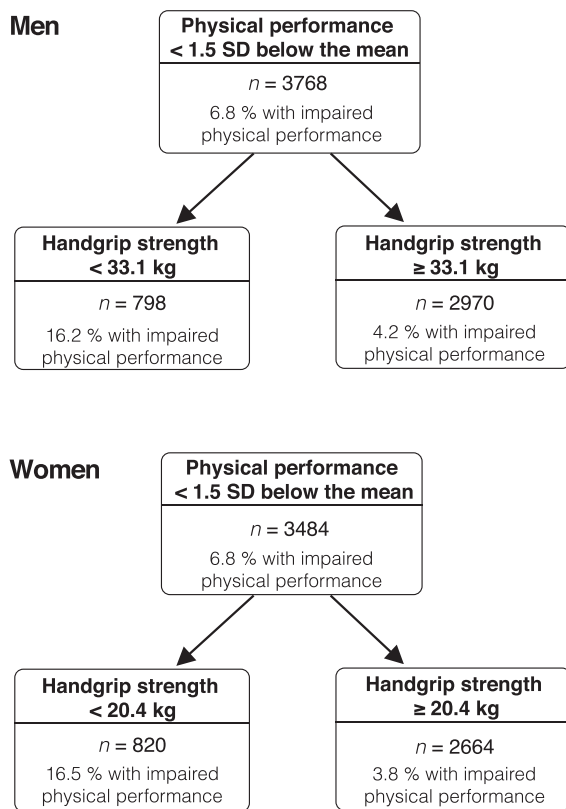 Men
Physical performance
< 1.5 SD below the mean
n = 3768
6.8 % with impaired
physical performance
Handgrip strength
< 33.1 kg
n = 798
16.2 % with impaired
physical performance
Handgrip strength
≥ 33.1 kg
n = 2970
4.2 % with impaired
physical performance
Women
Physical performance
< 1.5 SD below the mean
n = 3484
6.8 % with impaired
physical performance
Handgrip strength
< 20.4 kg
n = 820
16.5 % with impaired
physical performance
Handgrip strength
≥ 20.4 kg
n = 2664
3.8 % with impaired
physical performance